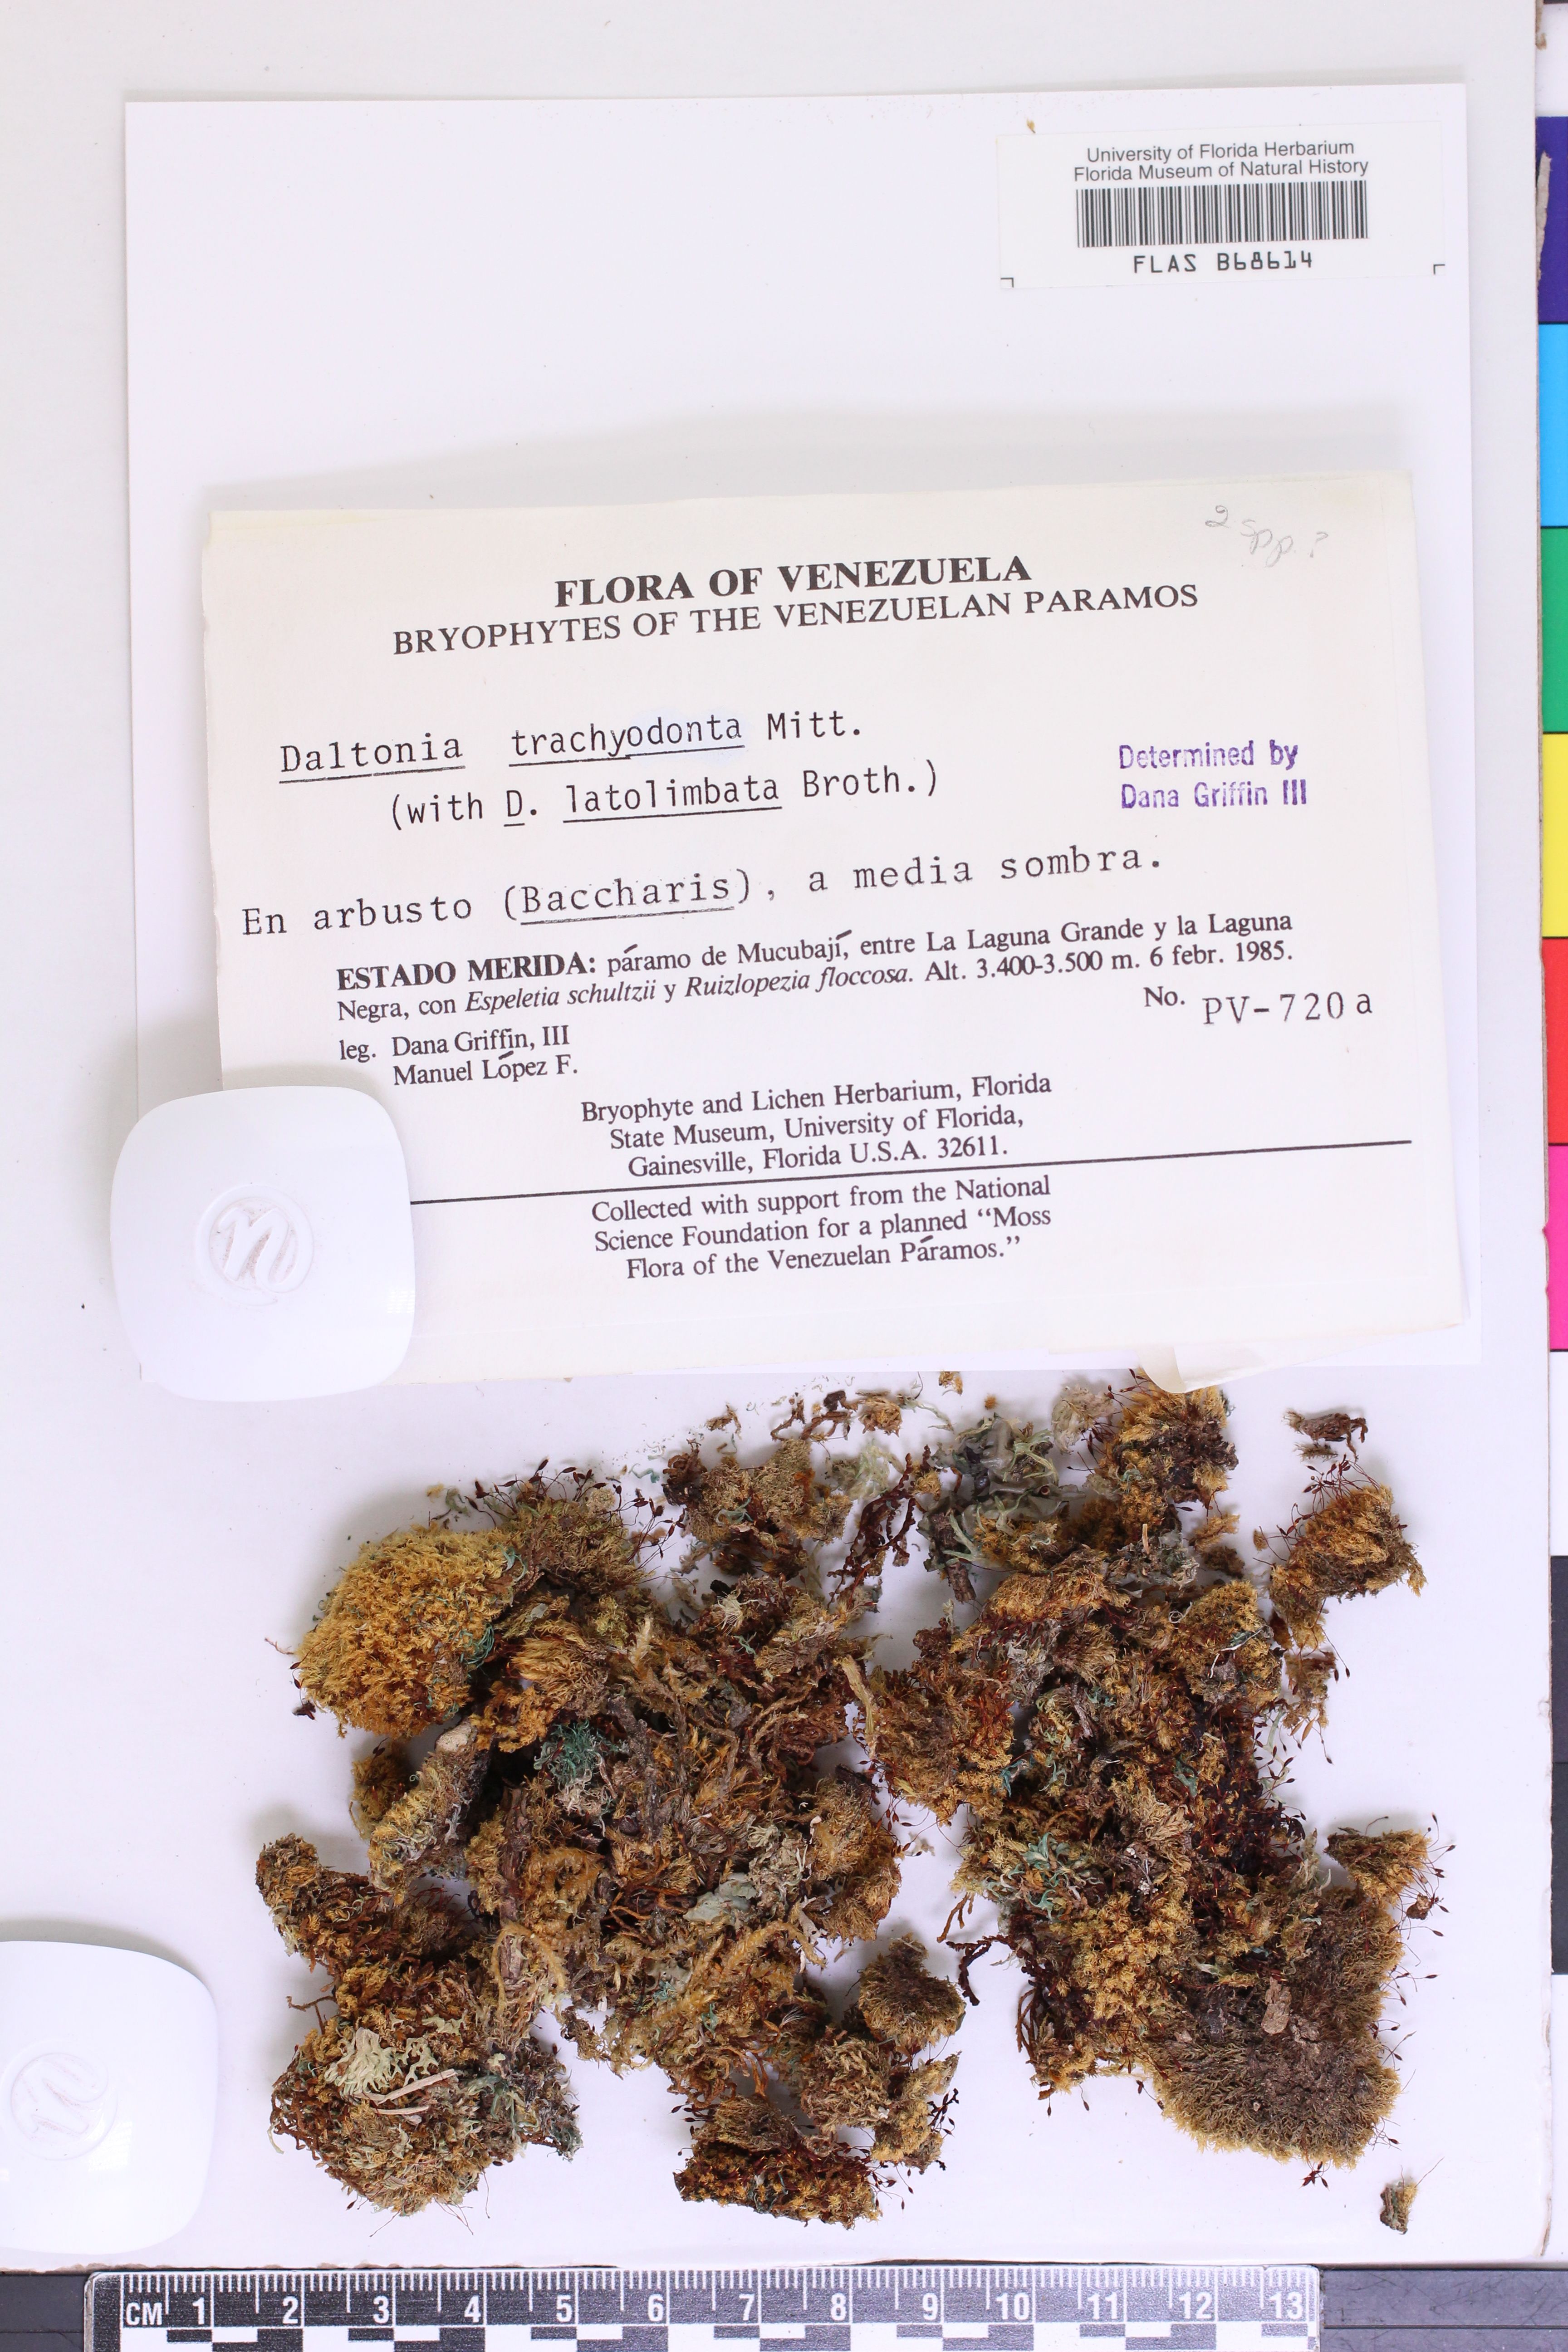 University of Florida Herbarium
Florida Museum of Natural History
FLAS B68614
2 spp. ?
FLORA OF VENEZUELA
BRYOPHYTES OF THE VENEZUELAN PARAMOS
Daltonia trachyodonta Mitt.
(with D. latolimbata Broth.)
Determined by
Dana Griffin III
En arbusto (Baccharis), a media sombra.
ESTADO MERIDA: páramo de Mucubají, entre La Laguna Grande y la Laguna
Negra, con Espeletia schultzii y Ruizlopezia floccosa. Alt. 3.400-3.500 m. 6 febr. 1985.
No. PV-720a
leg. Dana Griffin, III
Manuel López F.
Bryophyte and Lichen Herbarium, Florida
State Museum, University of Florida,
Gainesville, Florida U.S.A. 32611.
Collected with support from the National
Science Foundation for a planned “Moss
Flora of the Venezuelan Páramos.”
CM 1 2 3 4 5 6 7 8 9 10 11 12 13